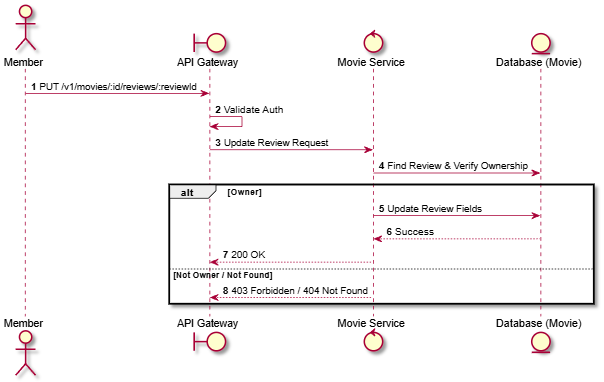 Member API Gateway Movie Service Database (Movie)
1 PUT /v1/movies/:id/reviews/:reviewId
2 Validate Auth
3 Update Review Request
4 Find Review & Verify Ownership
alt [Owner]
5 Update Review Fields
6 Success
7 200 OK
[Not Owner / Not Found]
8 403 Forbidden / 404 Not Found
Member API Gateway Movie Service Database (Movie)